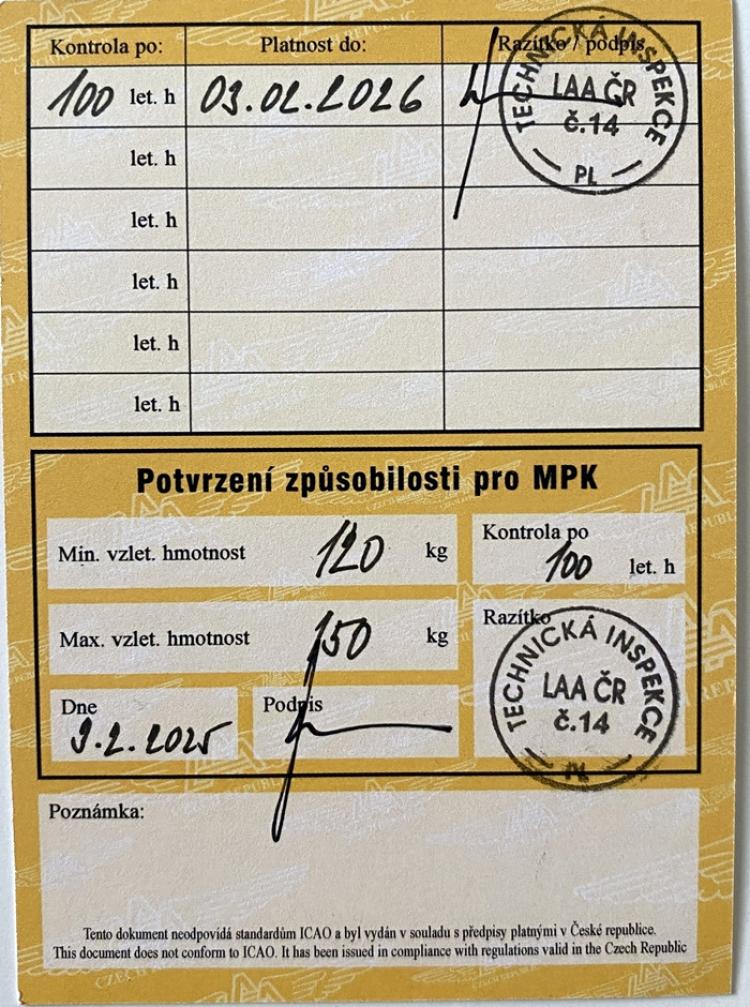 Kontrola po: Platnost do: Razítko / podpis
100 let. h 09.02.2026
TECHNICKÁ INSPEKCE
LAA ČR
č.14
PL
let. h
let. h
let. h
let. h
let. h
Potvrzení způsobilosti pro MPK
Min. vzlet. hmotnost 120 kg
Kontrola po
100 let. h
Max. vzlet. hmotnost 150 kg
Razítko
TECHNICKÁ INSPEKCE
LAA ČR
č.14
PL
Dne
9.2.2025
Podpis
Poznámka:
Tento dokument neodpovídá standardům ICAO a byl vydán v souladu s předpisy platnými v České republice.
This document does not conform to ICAO. It has been issued in compliance with regulations valid in the Czech Republic